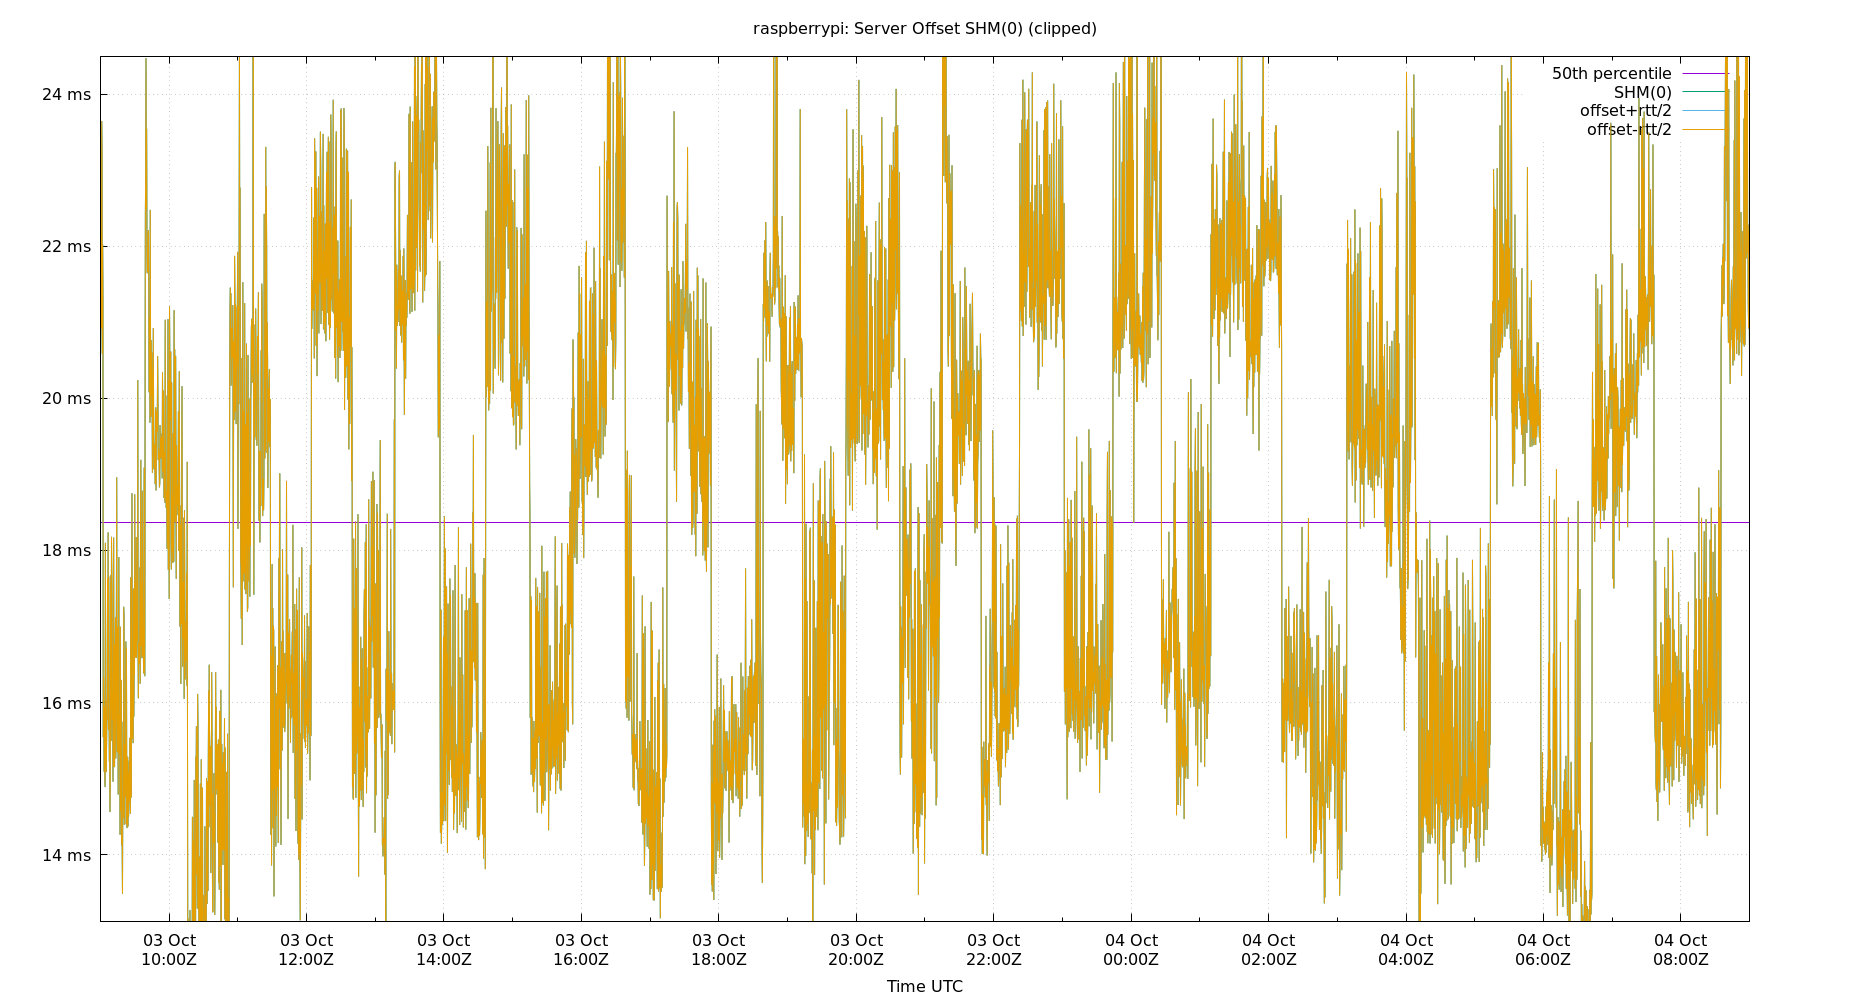 raspberrypi: Server Offset SHM(0) (clipped)
50th percentile
SHM(0)
offset+rtt/2
offset-rtt/2
24 ms
22 ms
20 ms
18 ms
16 ms
14 ms
03 Oct 03 Oct 03 Oct 03 Oct 03 Oct 03 Oct 03 Oct 04 Oct 04 Oct 04 Oct 04 Oct 04 Oct
10:00Z 12:00Z 14:00Z 16:00Z 18:00Z 20:00Z 22:00Z 00:00Z 02:00Z 04:00Z 06:00Z 08:00Z
Time UTC